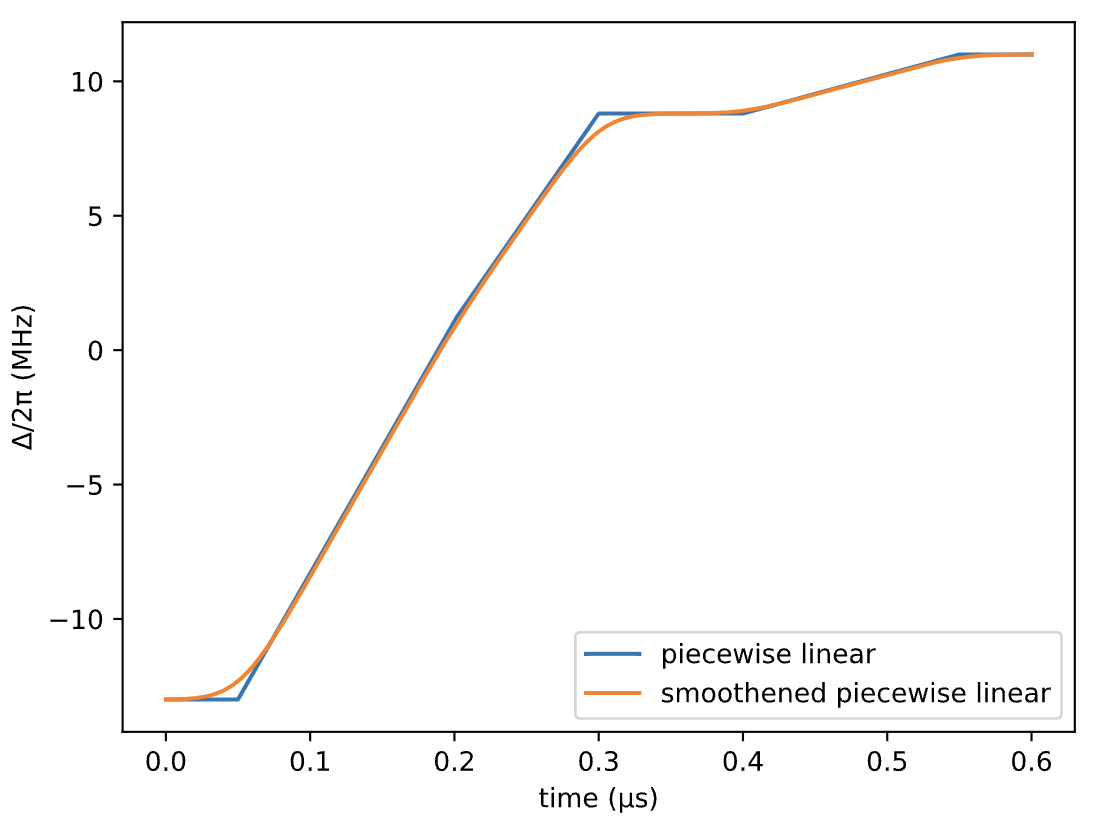 10
5
0
−5
−10
Δ/2π (MHz)
0.0 0.1 0.2 0.3 0.4 0.5 0.6
time (μs)
piecewise linear
smoothened piecewise linear